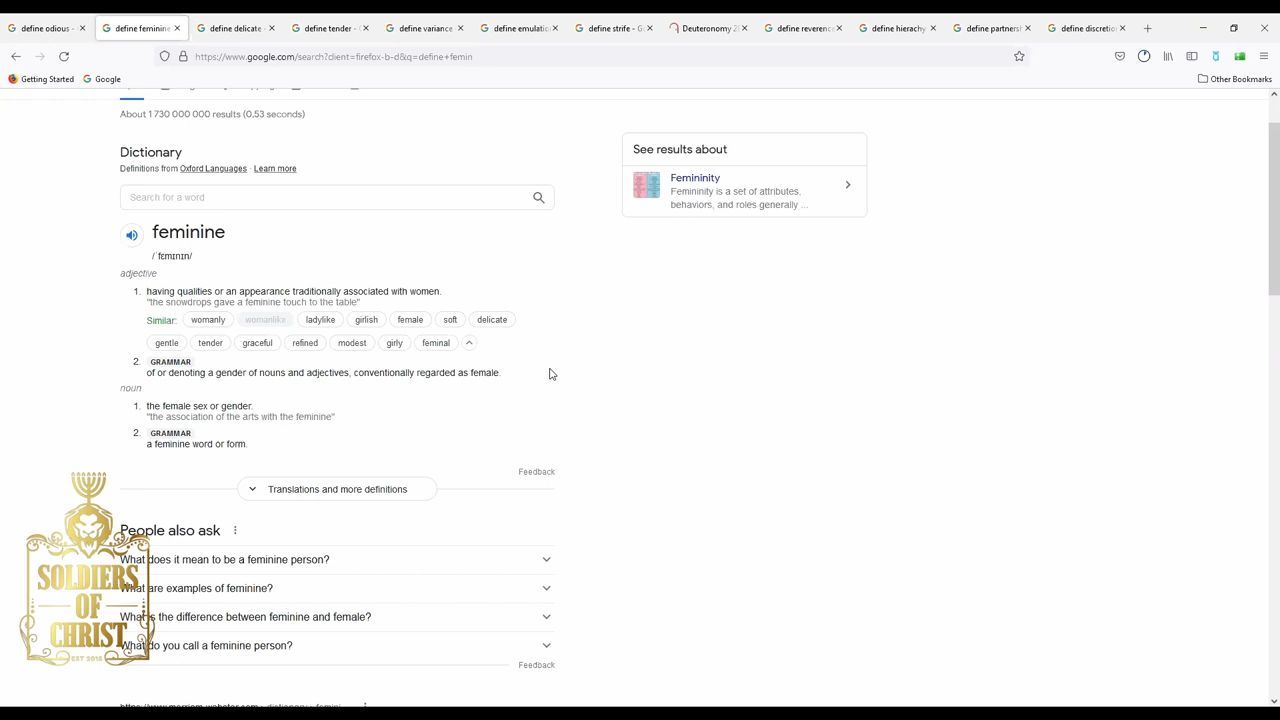 define odious -
define feminine
define delicate
define tender -
define variance
define emulatio
define strife - Go
Deuteronomy 28
define reverence
define hierarchy
define partnersh
define discretion
https://www.google.com/search?client=firefox-b-d&q=define+femin
Getting Started
Google
Other Bookmarks
About 1 730 000 000 results (0,53 seconds)
Dictionary
Definitions from Oxford Languages · Learn more
Search for a word
feminine
/ˈfɛmɪnɪn/
adjective
1. having qualities or an appearance traditionally associated with women.
"the snowdrops gave a feminine touch to the table"
Similar: womanly womanlike ladylike girlish female soft delicate
gentle tender graceful refined modest girly feminal
2. GRAMMAR
of or denoting a gender of nouns and adjectives, conventionally regarded as female.
noun
1. the female sex or gender.
"the association of the arts with the feminine"
2. GRAMMAR
a feminine word or form.
Feedback
Translations and more definitions
People also ask
What does it mean to be a feminine person?
What are examples of feminine?
What is the difference between feminine and female?
What do you call a feminine person?
Feedback
See results about
Femininity
Femininity is a set of attributes,
behaviors, and roles generally ...
SOLDIERS
OF
CHRIST
EST 2015